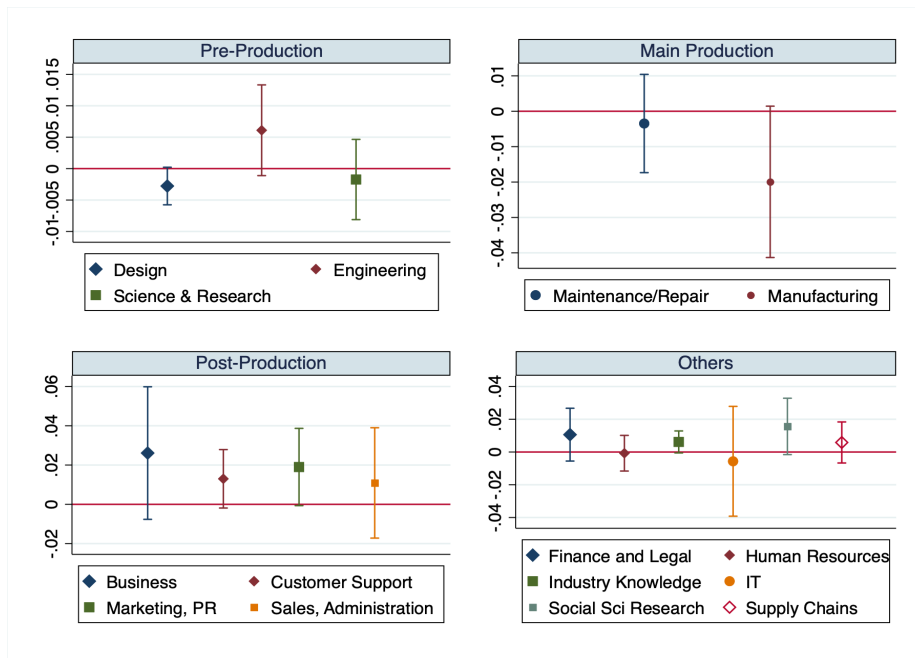 Pre-Production
.015
.01
.005
0
-.005
-.01
Design
Engineering
Science & Research
Main Production
.01
0
-.01
-.02
-.03
-.04
Maintenance/Repair
Manufacturing
Post-Production
.06
.04
.02
0
-.02
Business
Customer Support
Marketing, PR
Sales, Administration
Others
.04
.02
0
-.02
-.04
Finance and Legal
Human Resources
Industry Knowledge
IT
Social Sci Research
Supply Chains